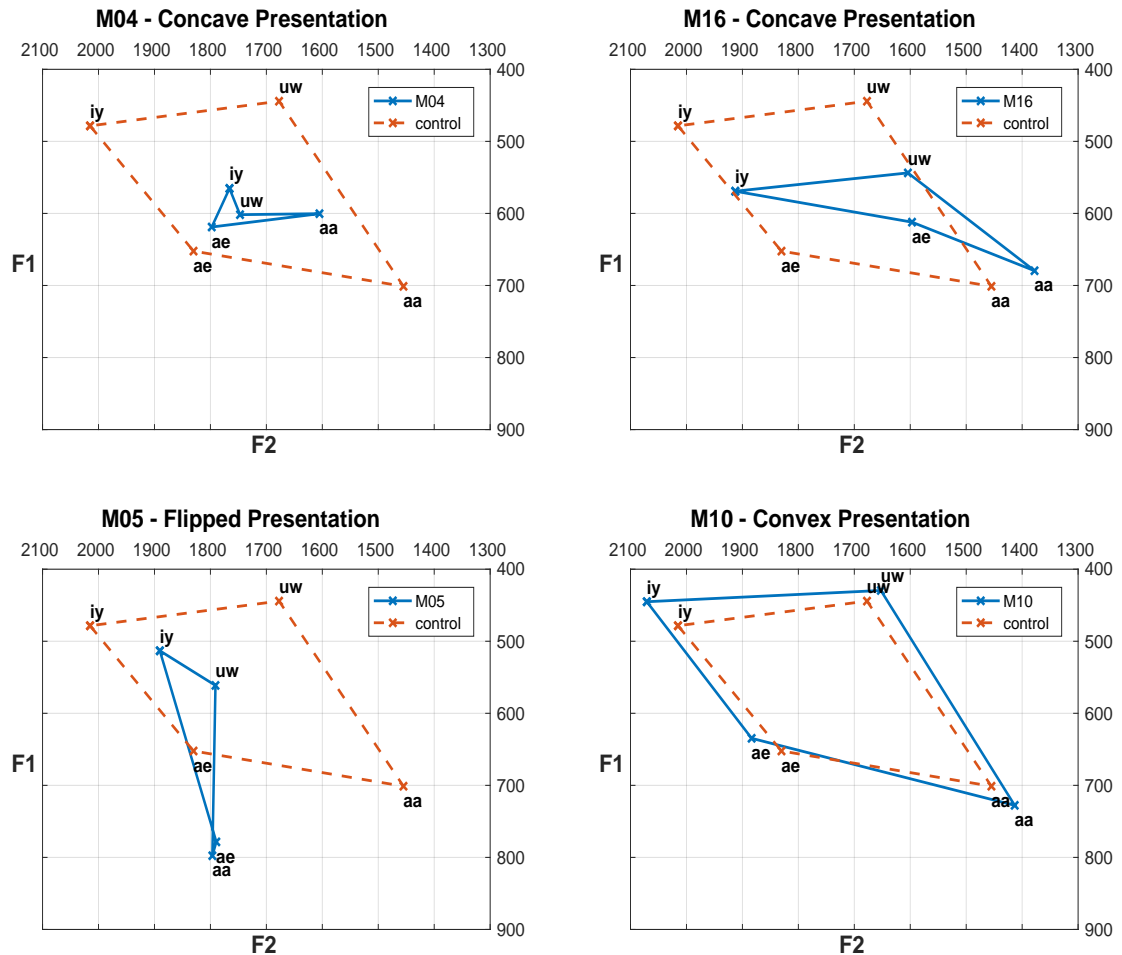 M04 - Concave Presentation
2100 2000 1900 1800 1700 1600 1500 1400 1300
400
500
600
700
800
900
F1
F2
iy
uw
iy
uw
ae
aa
ae
aa
M04
control
M16 - Concave Presentation
2100 2000 1900 1800 1700 1600 1500 1400 1300
400
500
600
700
800
900
F1
F2
iy
uw
uw
iy
ae
ae
aa
aa
M16
control
M05 - Flipped Presentation
2100 2000 1900 1800 1700 1600 1500 1400 1300
400
500
600
700
800
900
F1
F2
iy
uw
iy
uw
ae
aa
ae
aa
M05
control
M10 - Convex Presentation
2100 2000 1900 1800 1700 1600 1500 1400 1300
400
500
600
700
800
900
F1
F2
uw
iy
uw
iy
ae
ae
aa
aa
M10
control